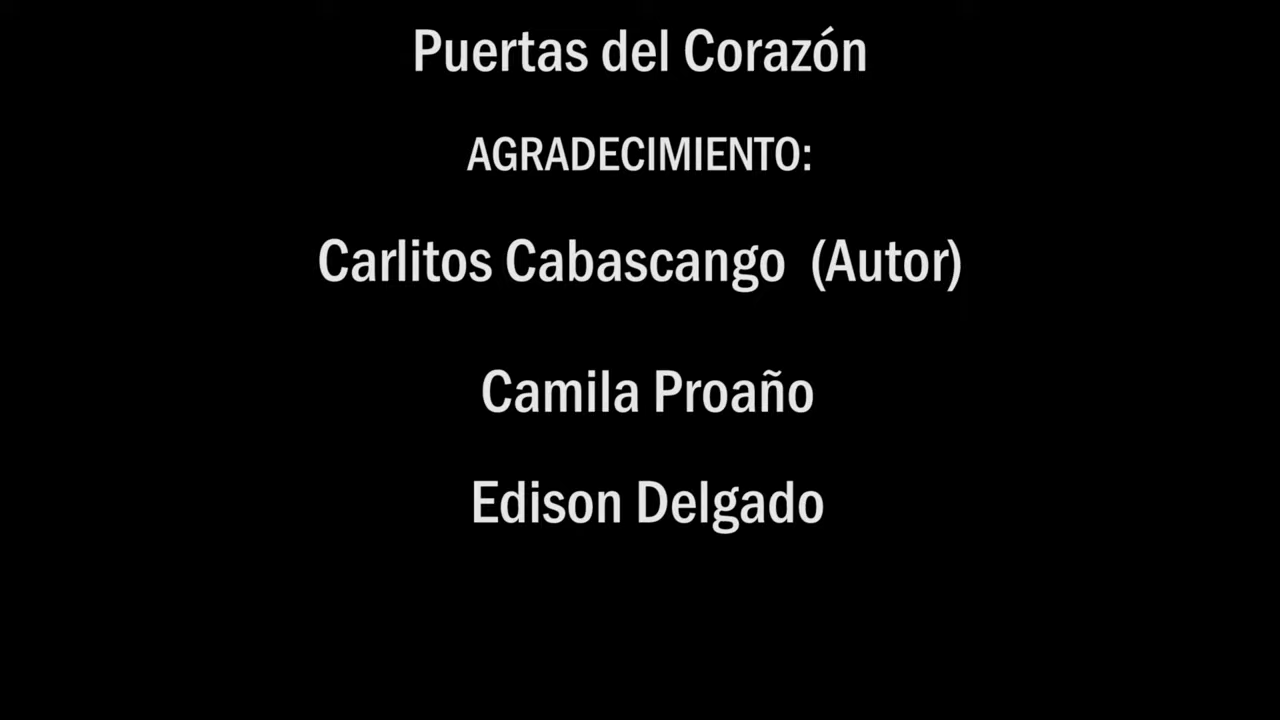 Puertas del Corazón
AGRADECIMIENTO:
Carlitos Cabascango (Autor)
Camila Proaño
Edison Delgado